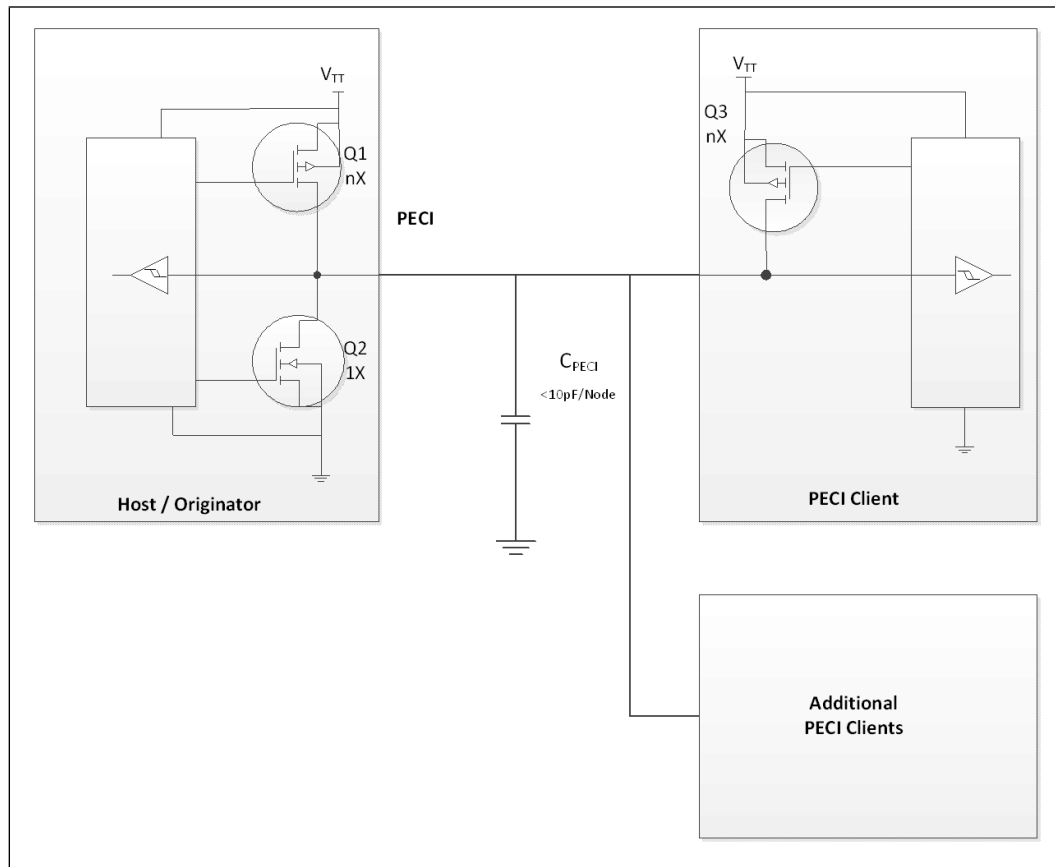 V_TT
Q1
nX
Q2
1X
Host / Originator
PECI
C_PECI
<10pF/Node
V_TT
Q3
nX
PECI Client
Additional
PECI Clients